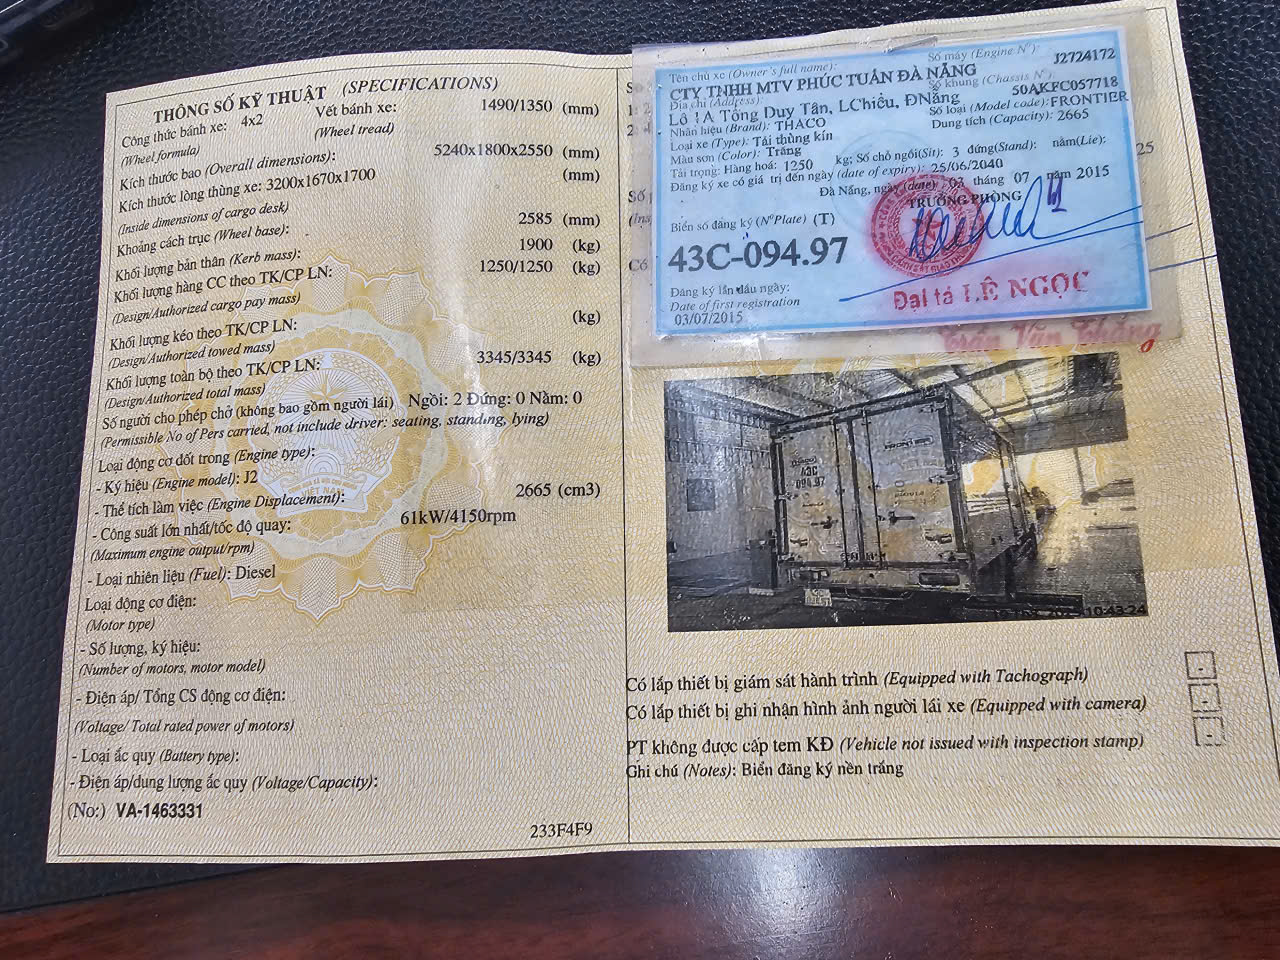 THÔNG SỐ KỸ THUẬT (SPECIFICATIONS)
Công thức bánh xe: 4x2 Vết bánh xe: 1490/1350 (mm)
(Wheel formula) (Wheel tread)
Kích thước bao (Overall dimensions): 5240x1800x2550 (mm)
Kích thước lòng thùng xe: 3200x1670x1700 (mm)
(Inside dimensions of cargo desk)
Khoảng cách trục (Wheel base): 2585 (mm)
Khối lượng bản thân (Kerb mass): 1900 (kg)
Khối lượng hàng CC theo TK/CP LN: 1250/1250 (kg)
(Design/Authorized cargo pay mass)
Khối lượng kéo theo TK/CP LN: (kg)
(Design/Authorized towed mass)
Khối lượng toàn bộ theo TK/CP LN: 3345/3345 (kg)
(Design/Authorized total mass)
Số người cho phép chở (không bao gồm người lái) Ngồi: 2 Đứng: 0 Nằm: 0
(Permissible No of Pers carried, not include driver: seating, standing, lying)
Loại động cơ đốt trong (Engine type):
- Ký hiệu (Engine model): J2
- Thể tích làm việc (Engine Displacement): 2665 (cm3)
- Công suất lớn nhất/tốc độ quay: 61kW/4150rpm
(Maximum engine output/rpm)
- Loại nhiên liệu (Fuel): Diesel
Loại động cơ điện:
(Motor type)
- Số lượng, ký hiệu:
(Number of motors, motor model)
- Điện áp/ Tổng CS động cơ điện:
(Voltage/ Total rated power of motors)
- Loại ắc quy (Battery type):
- Điện áp/dung lượng ắc quy (Voltage/Capacity):
(No:) VA-1463331
233F4F9
Tên chủ xe (Owner's full name): Số máy (Engine Nº): J2724172
CTY TNHH MTV PHÚC TUẤN ĐÀ NẴNG
Địa chỉ (Address): Số khung (Chassis Nº): 50AKFC057718
Lô 1A Tống Duy Tân, LChiểu, ĐNẵng
Nhãn hiệu (Brand): THACO Số loại (Model code): FRONTIER
Loại xe (Type): Tải thùng kín Dung tích (Capacity): 2665
Màu sơn (Color): Trắng
Tải trọng: Hàng hoá: 1250 kg; Số chỗ ngồi(Sit): 3 đứng(Stand): nằm(Lie):
Đăng ký xe có giá trị đến ngày (date of expiry): 25/06/2040
Đà Nẵng, ngày (date) 03 tháng 07 năm 2015
TRƯỞNG PHÒNG
Biển số đăng ký (NºPlate) (T)
43C-094.97
Đăng ký lần đầu ngày:
Date of first registration
03/07/2015
Đại tá LÊ NGỌC
Trần Văn Thắng
25
43C
094.97
10:43:24
Có lắp thiết bị giám sát hành trình (Equipped with Tachograph) -
Có lắp thiết bị ghi nhận hình ảnh người lái xe (Equipped with camera) -
PT không được cấp tem KĐ (Vehicle not issued with inspection stamp) -
Ghi chú (Notes): Biển đăng ký nền trắng